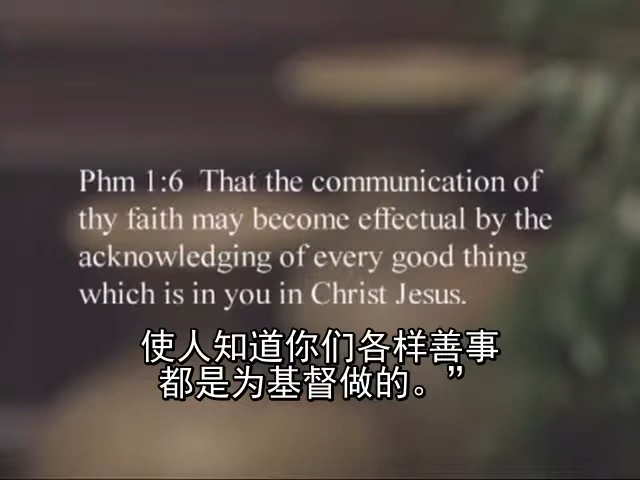 Phm 1:6  That the communication of
thy faith may become effectual by the
acknowledging of every good thing
which is in you in Christ Jesus.
使人知道你们各样善事
都是为基督做的。”